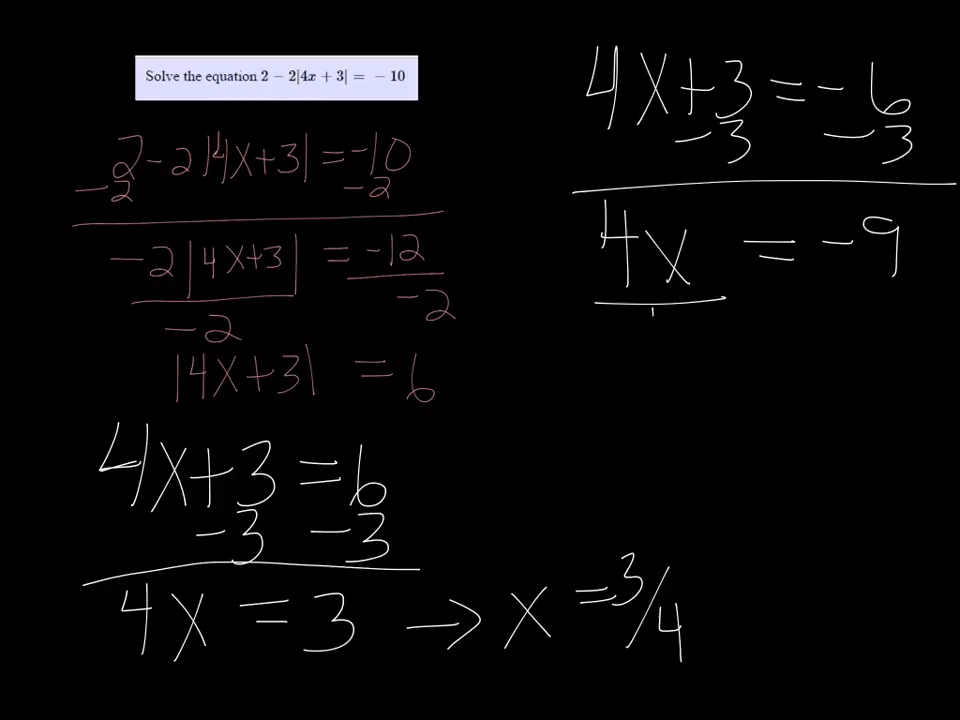 Solve the equation 2 − 2|4x + 3| = − 10
2-2|4x+3|=-10
-2 -2
-2|4x+3| = -12
-2 -2
|4x+3| = 6
4x+3=6
-3 -3
4x = 3 → x = 3/4
4x+3=-6
-3 -3
4x = -9